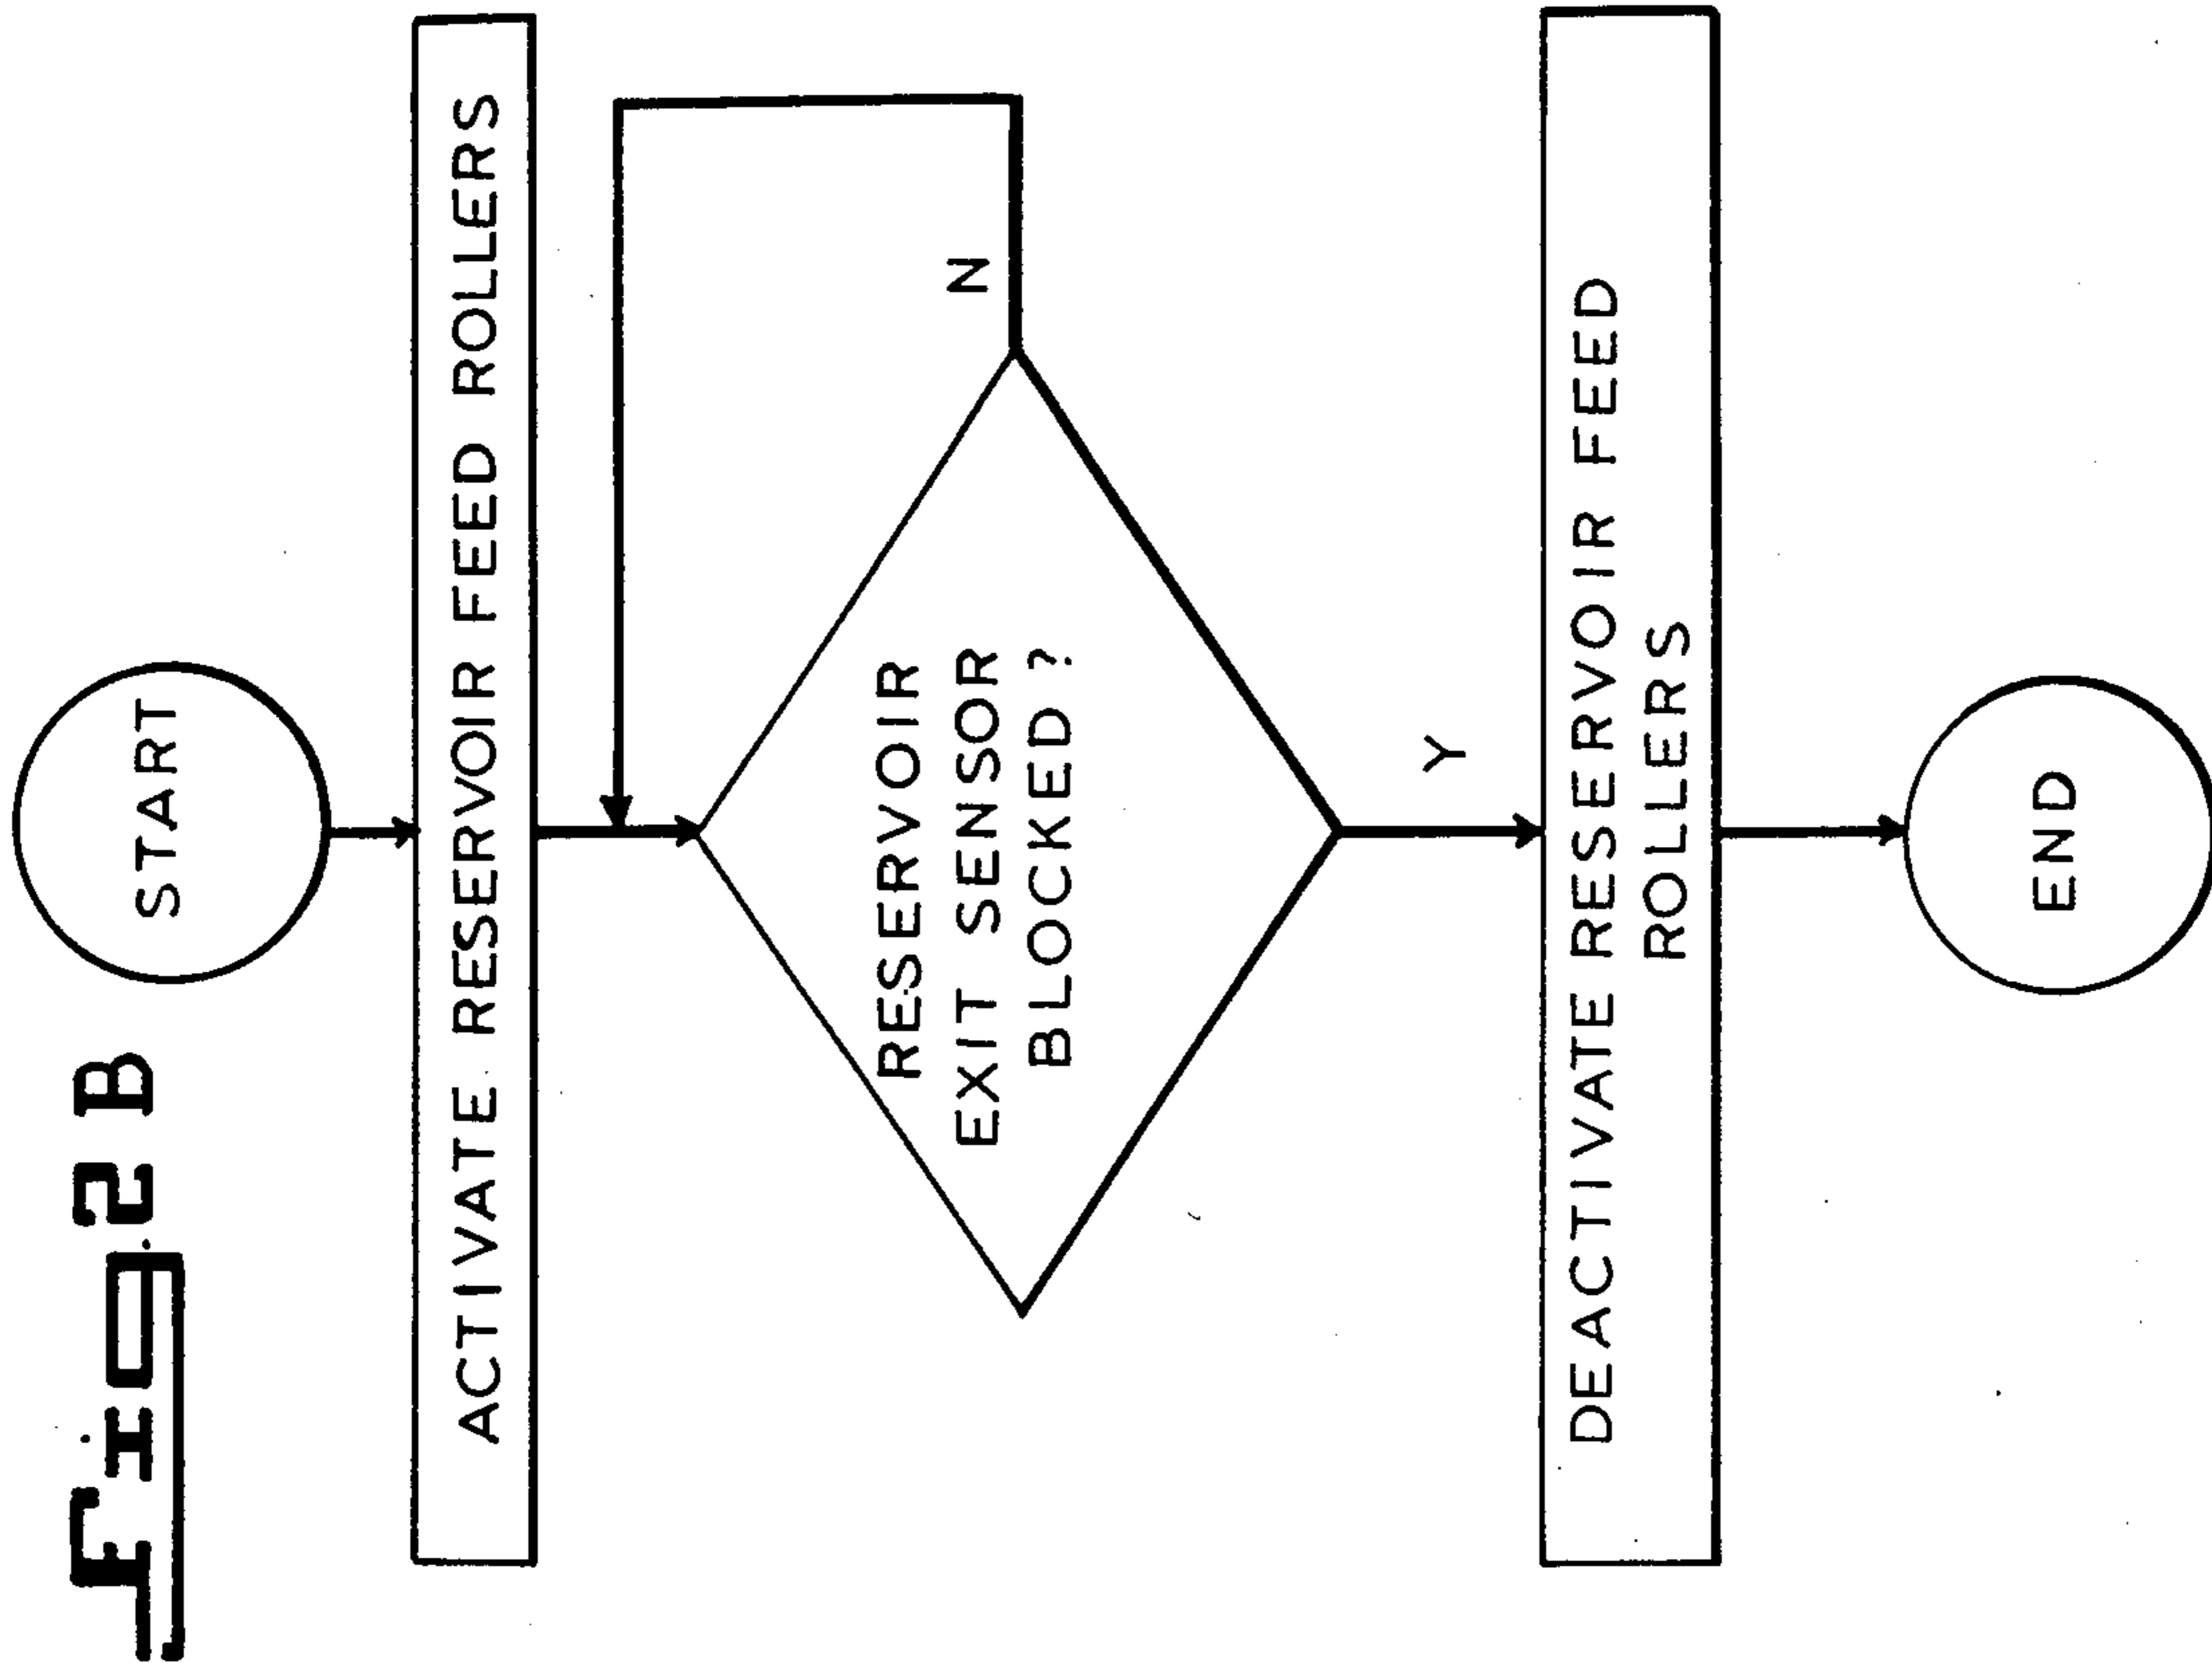 Fig. 2B
START
ACTIVATE RESERVOIR FEED ROLLERS
RESERVOIR
EXIT SENSOR
BLOCKED ?
N
Y
DEACTIVATE RESERVOIR FEED
ROLLERS
END